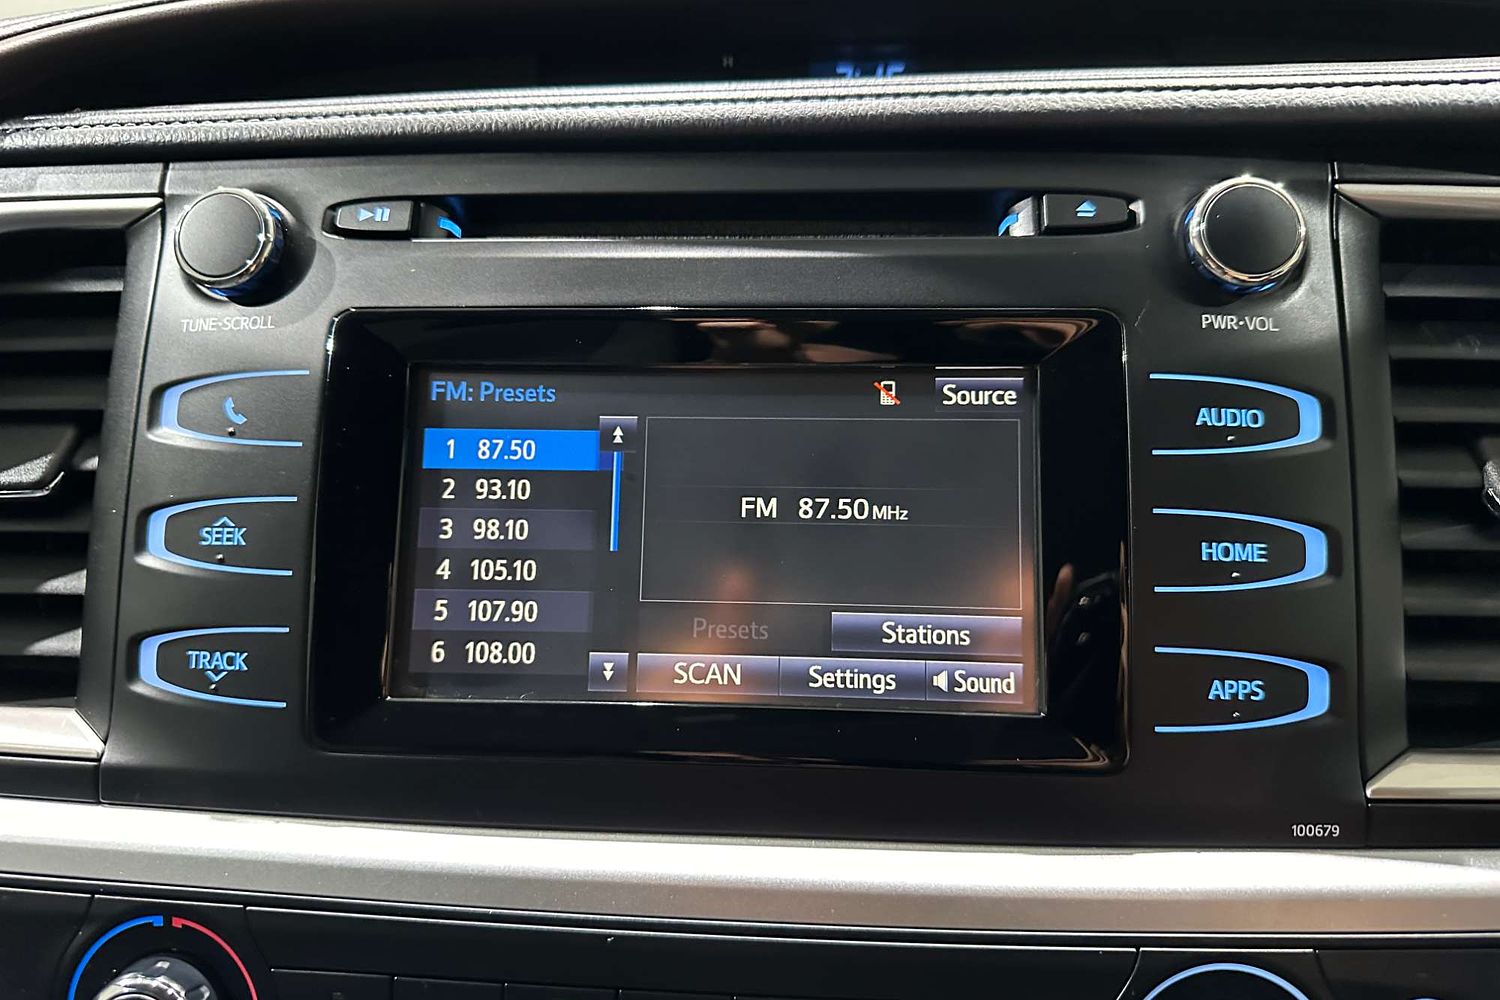 TUNE•SCROLL
PWR•VOL
SEEK
TRACK
FM: Presets
Source
1 87.50
2 93.10
3 98.10
4 105.10
5 107.90
6 108.00
FM 87.50 MHz
Presets
Stations
SCAN
Settings
Sound
AUDIO
HOME
APPS
100679